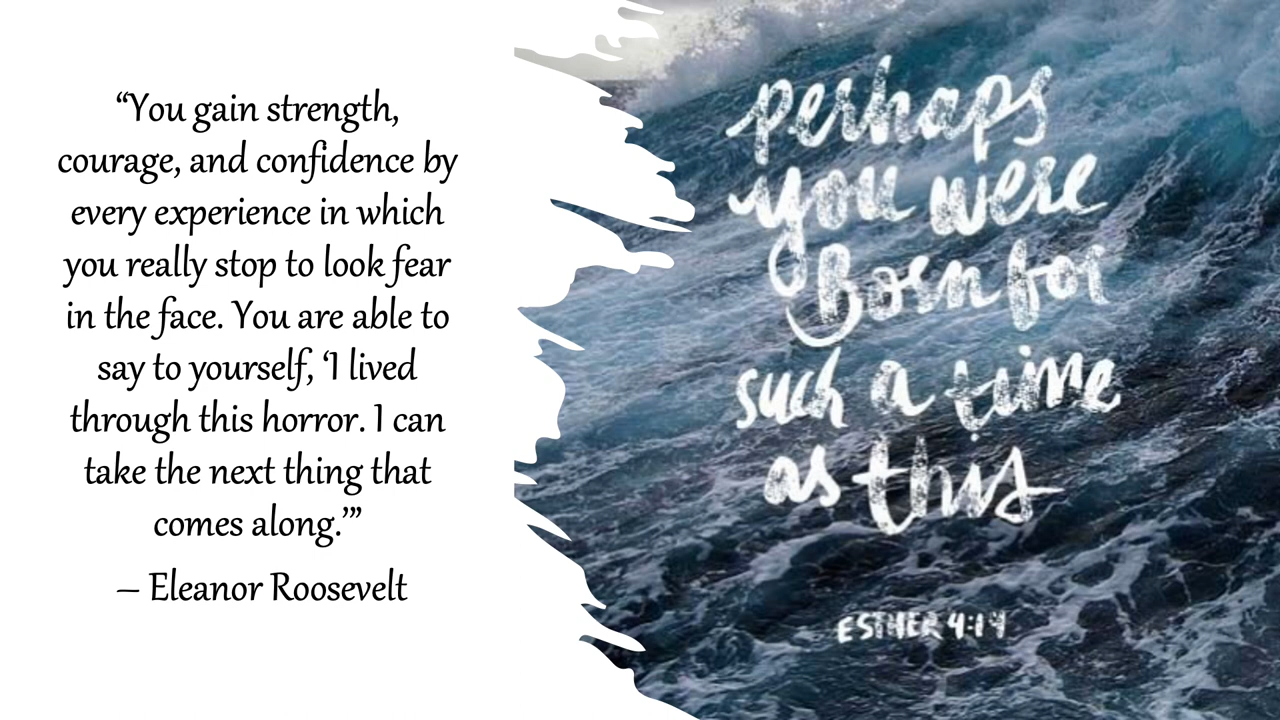 “You gain strength,
courage, and confidence by
every experience in which
you really stop to look fear
in the face. You are able to
say to yourself, ‘I lived
through this horror. I can
take the next thing that
comes along.’”
– Eleanor Roosevelt
perhaps
you were
Born for
such a time
as this
ESTHER 4:14